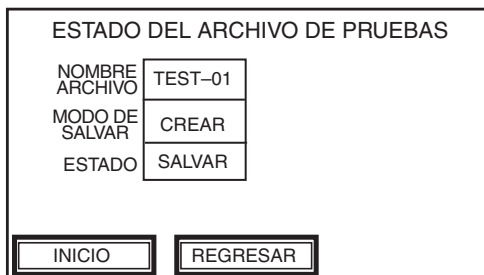 ESTADO DEL ARCHIVO DE PRUEBAS
NOMBRE
ARCHIVO
TEST–01
MODO DE
SALVAR
CREAR
ESTADO
SALVAR
INICIO
REGRESAR